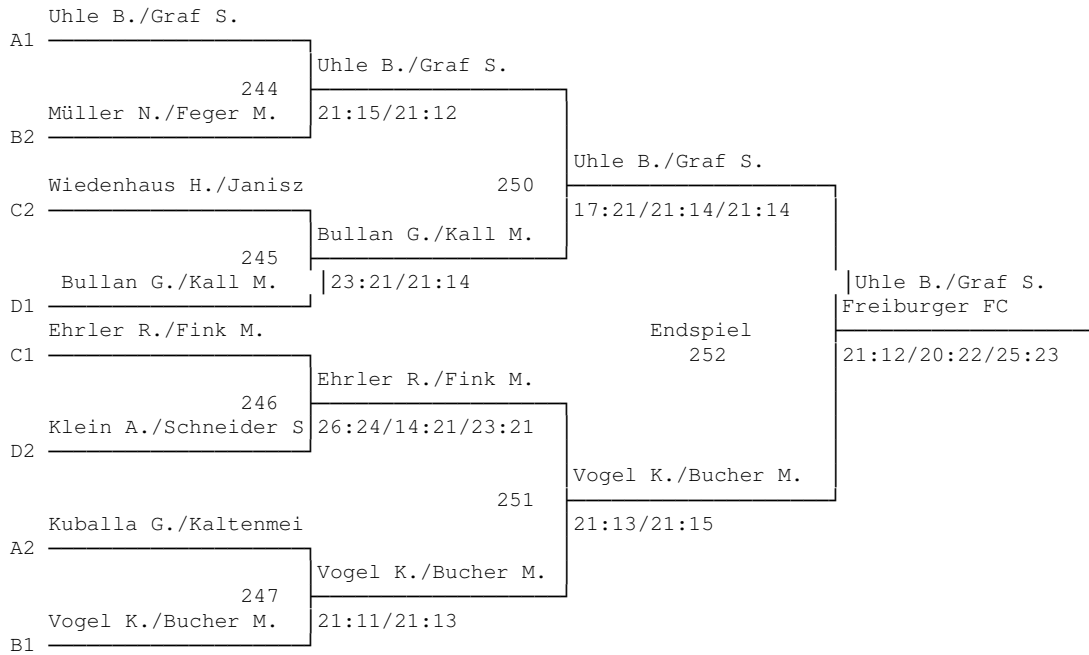 Uhle B./Graf S.
A1
Uhle B./Graf S.
244
Müller N./Feger M.
21:15/21:12
B2
Uhle B./Graf S.
Wiedenhaus H./Janisz
250
C2
17:21/21:14/21:14
Bullan G./Kall M.
245
Bullan G./Kall M.
23:21/21:14
Uhle B./Graf S.
D1
Freiburger FC
Ehrler R./Fink M.
Endspiel
C1
252
21:12/20:22/25:23
Ehrler R./Fink M.
246
Klein A./Schneider S
26:24/14:21/23:21
D2
Vogel K./Bucher M.
251
Kuballa G./Kaltenmei
21:13/21:15
A2
Vogel K./Bucher M.
247
Vogel K./Bucher M.
21:11/21:13
B1